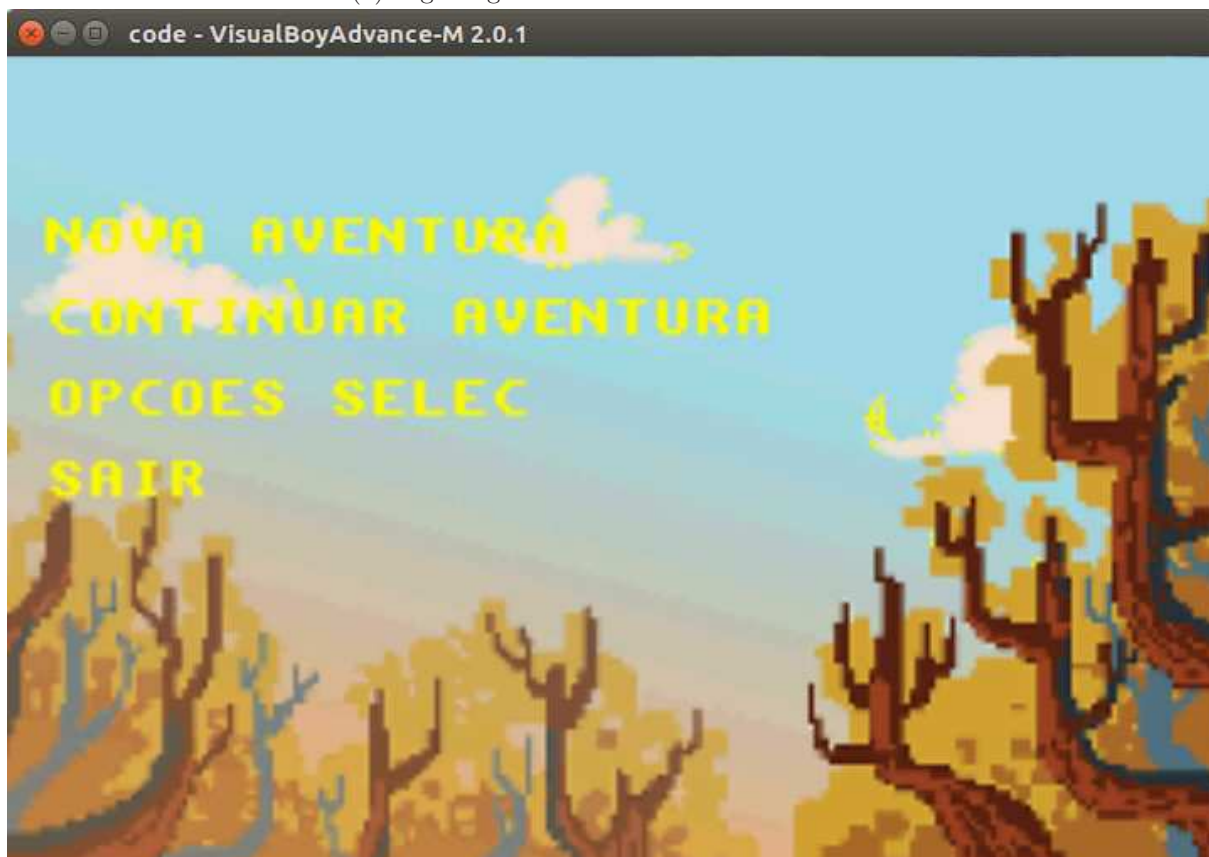 code - VisualBoyAdvance-M 2.0.1
NOVA AVENTURA
CONTINUAR AVENTURA
OPCOES SELEC
SAIR